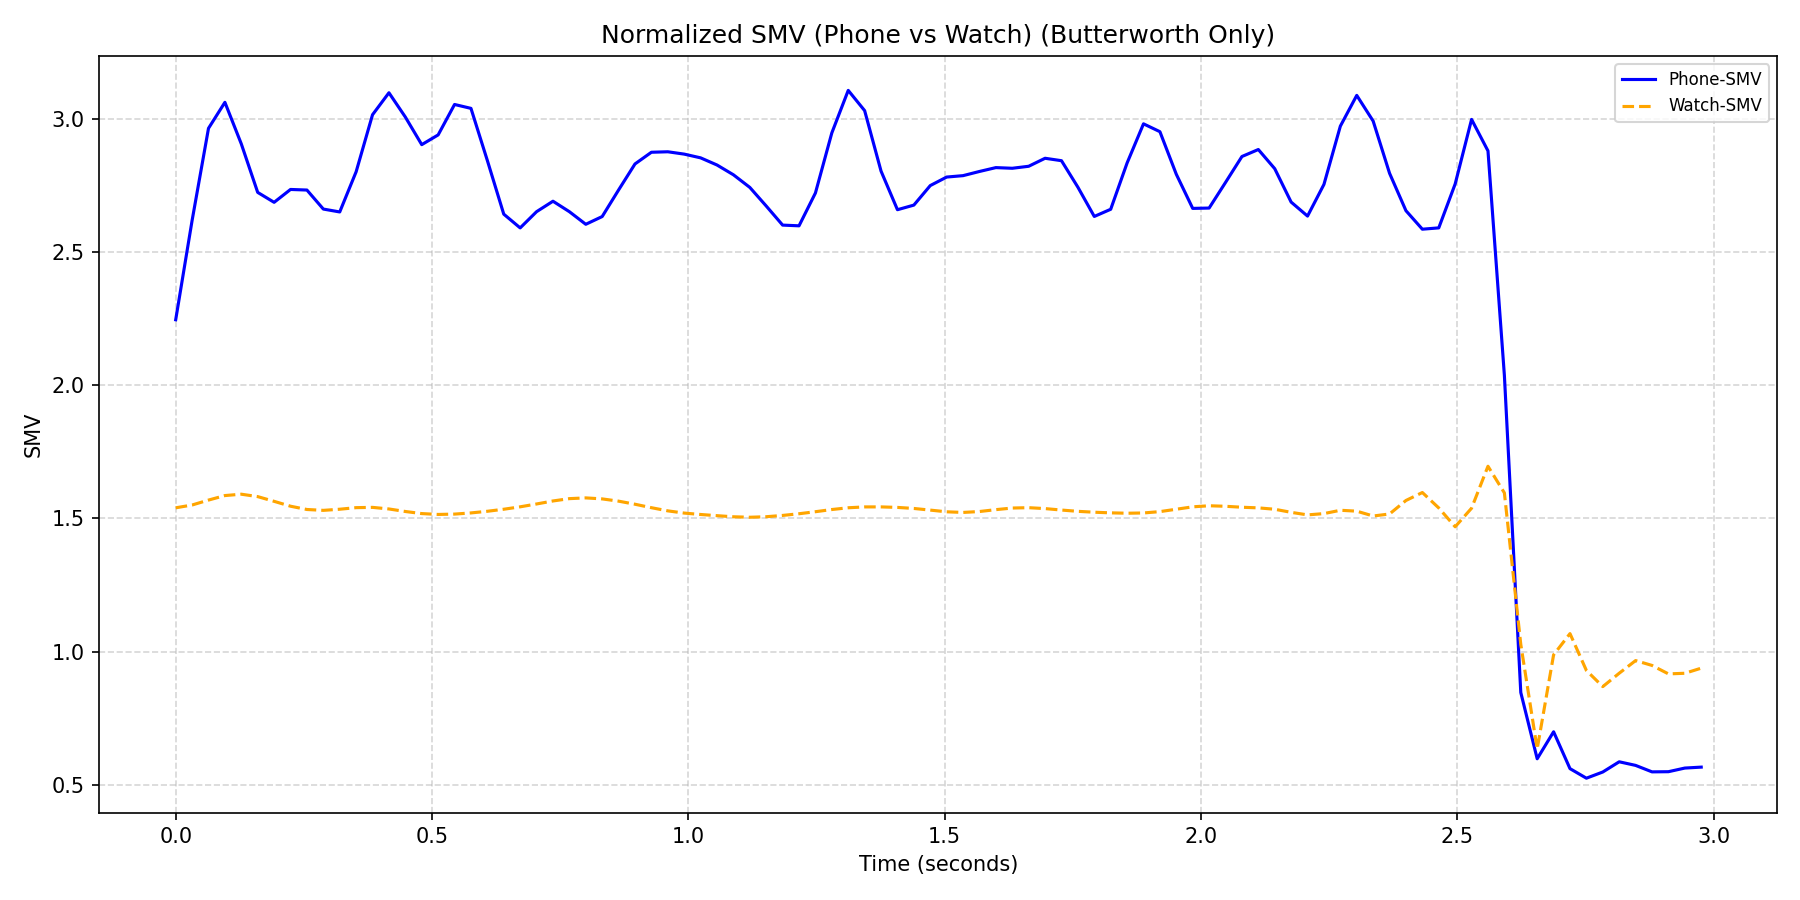 Normalized SMV (Phone vs Watch) (Butterworth Only)
Phone-SMV
Watch-SMV
SMV
3.0
2.5
2.0
1.5
1.0
0.5
0.0 0.5 1.0 1.5 2.0 2.5 3.0
Time (seconds)